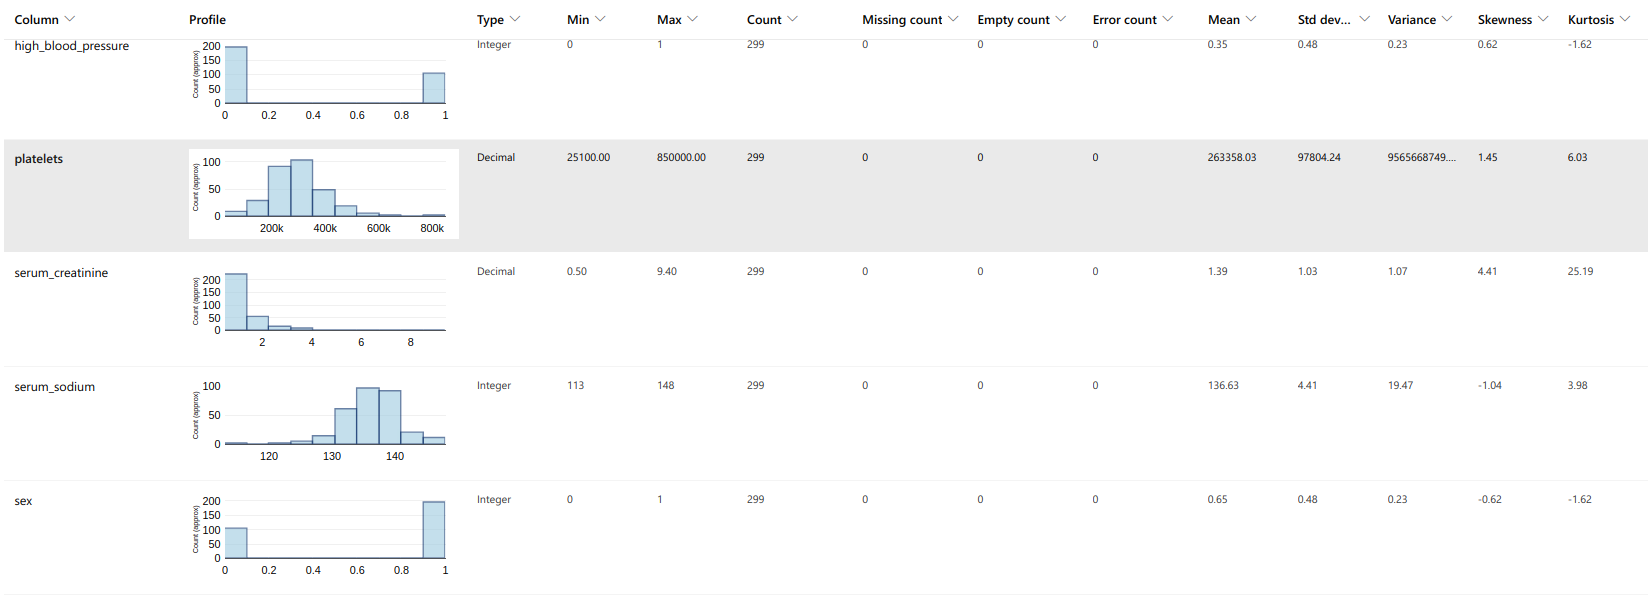 Column Profile Type Min Max Count Missing count Empty count Error count Mean Std dev... Variance Skewness Kurtosis
high_blood_pressure Integer 0 1 299 0 0 0 0.35 0.48 0.23 0.62 -1.62
Count (approx)
200
150
100
50
0
0 0.2 0.4 0.6 0.8 1
platelets Decimal 25100.00 850000.00 299 0 0 0 263358.03 97804.24 9565668749.... 1.45 6.03
Count (approx)
100
50
0
200k 400k 600k 800k
serum_creatinine Decimal 0.50 9.40 299 0 0 0 1.39 1.03 1.07 4.41 25.19
Count (approx)
200
150
100
50
0
2 4 6 8
serum_sodium Integer 113 148 299 0 0 0 136.63 4.41 19.47 -1.04 3.98
Count (approx)
100
50
0
120 130 140
sex Integer 0 1 299 0 0 0 0.65 0.48 0.23 -0.62 -1.62
Count (approx)
200
150
100
50
0
0 0.2 0.4 0.6 0.8 1